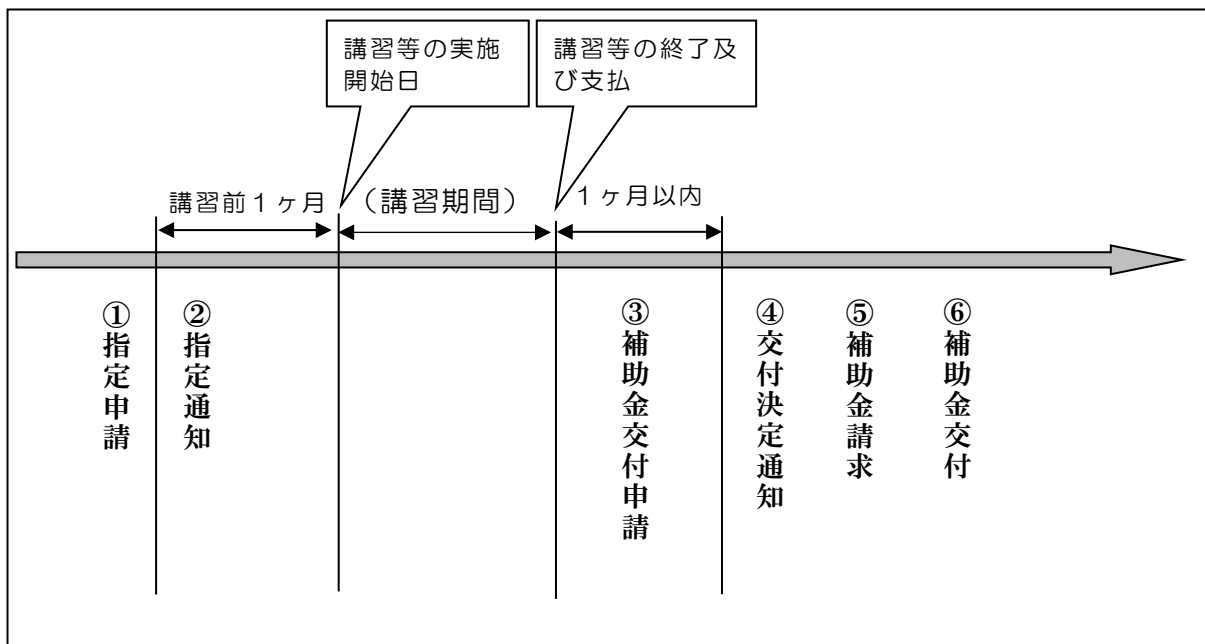 講習等の実施
開始日
講習等の終了及
び支払
講習前1ヶ月
(講習期間)
1ヶ月以内
①指定申請
②指定通知
③補助金交付申請
④交付決定通知
⑤補助金請求
⑥補助金交付